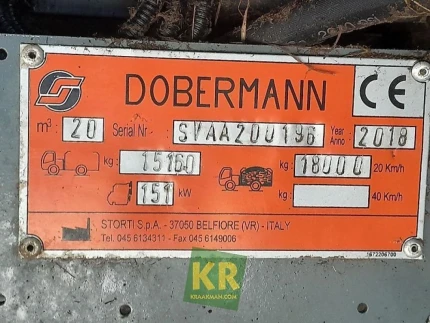 DOBERMANN
CE
m³ 20 Serial Nr - SVAA200196 Year Anno 2018
kg: 15160 kg: 18000 20 Km/h
151 kW kg: 40 Km/h
STORTI S.p.A. - 37050 BELFIORE (VR) - ITALY
Tel. 045 6134311 - Fax 045 6149006
KR
KRAAKMAN.COM